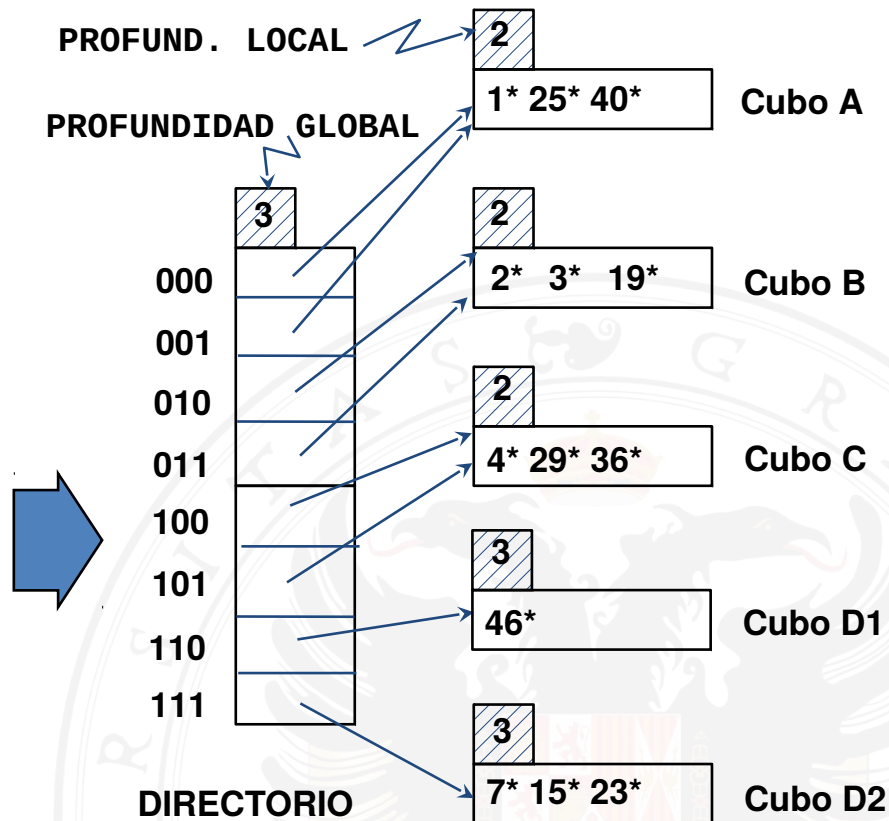 PROFUND. LOCAL
2
1* 25* 40*
Cubo A
PROFUNDIDAD GLOBAL
3
2
2* 3* 19*
Cubo B
000
001
010
011
100
101
110
111
2
4* 29* 36*
Cubo C
3
46*
Cubo D1
3
7* 15* 23*
Cubo D2
DIRECTORIO